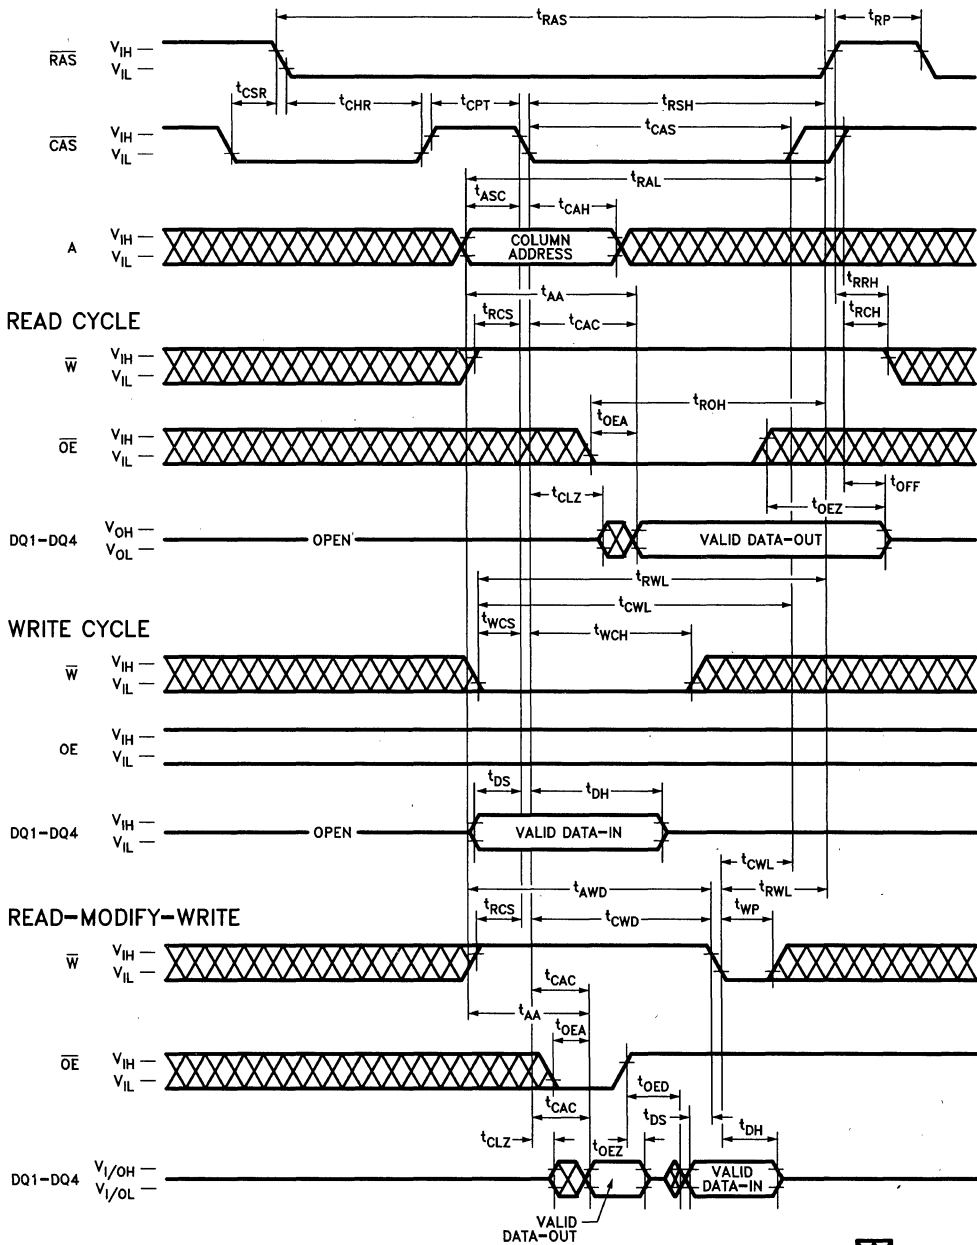 tRAS
tRP
RAS
VIH
VIL
tCSR
tCHR
tCPT
tRSH
tCAS
CAS
VIH
VIL
tRAL
tASC
tCAH
A
VIH
VIL
COLUMN
ADDRESS
tAA
tRRH
READ CYCLE
tRCS
tCAC
tRCH
W
VIH
VIL
tROH
tOEA
OE
VIH
VIL
tCLZ
tOFF
tOEZ
DQ1-DQ4
VOH
VOL
OPEN
VALID DATA-OUT
tRWL
tCWL
WRITE CYCLE
tWCS
tWCH
W
VIH
VIL
OE
VIH
VIL
tDS
tDH
DQ1-DQ4
VIH
VIL
OPEN
VALID DATA-IN
tCWL
tAWD
tRWL
READ-MODIFY-WRITE
tRCS
tCWD
tWP
W
VIH
VIL
tCAC
tAA
tOEA
OE
VIH
VIL
tOED
tCAC
tDS
tCLZ
tOEZ
tDH
DQ1-DQ4
VI/OH
VI/OL
VALID
DATA-IN
VALID
DATA-OUT